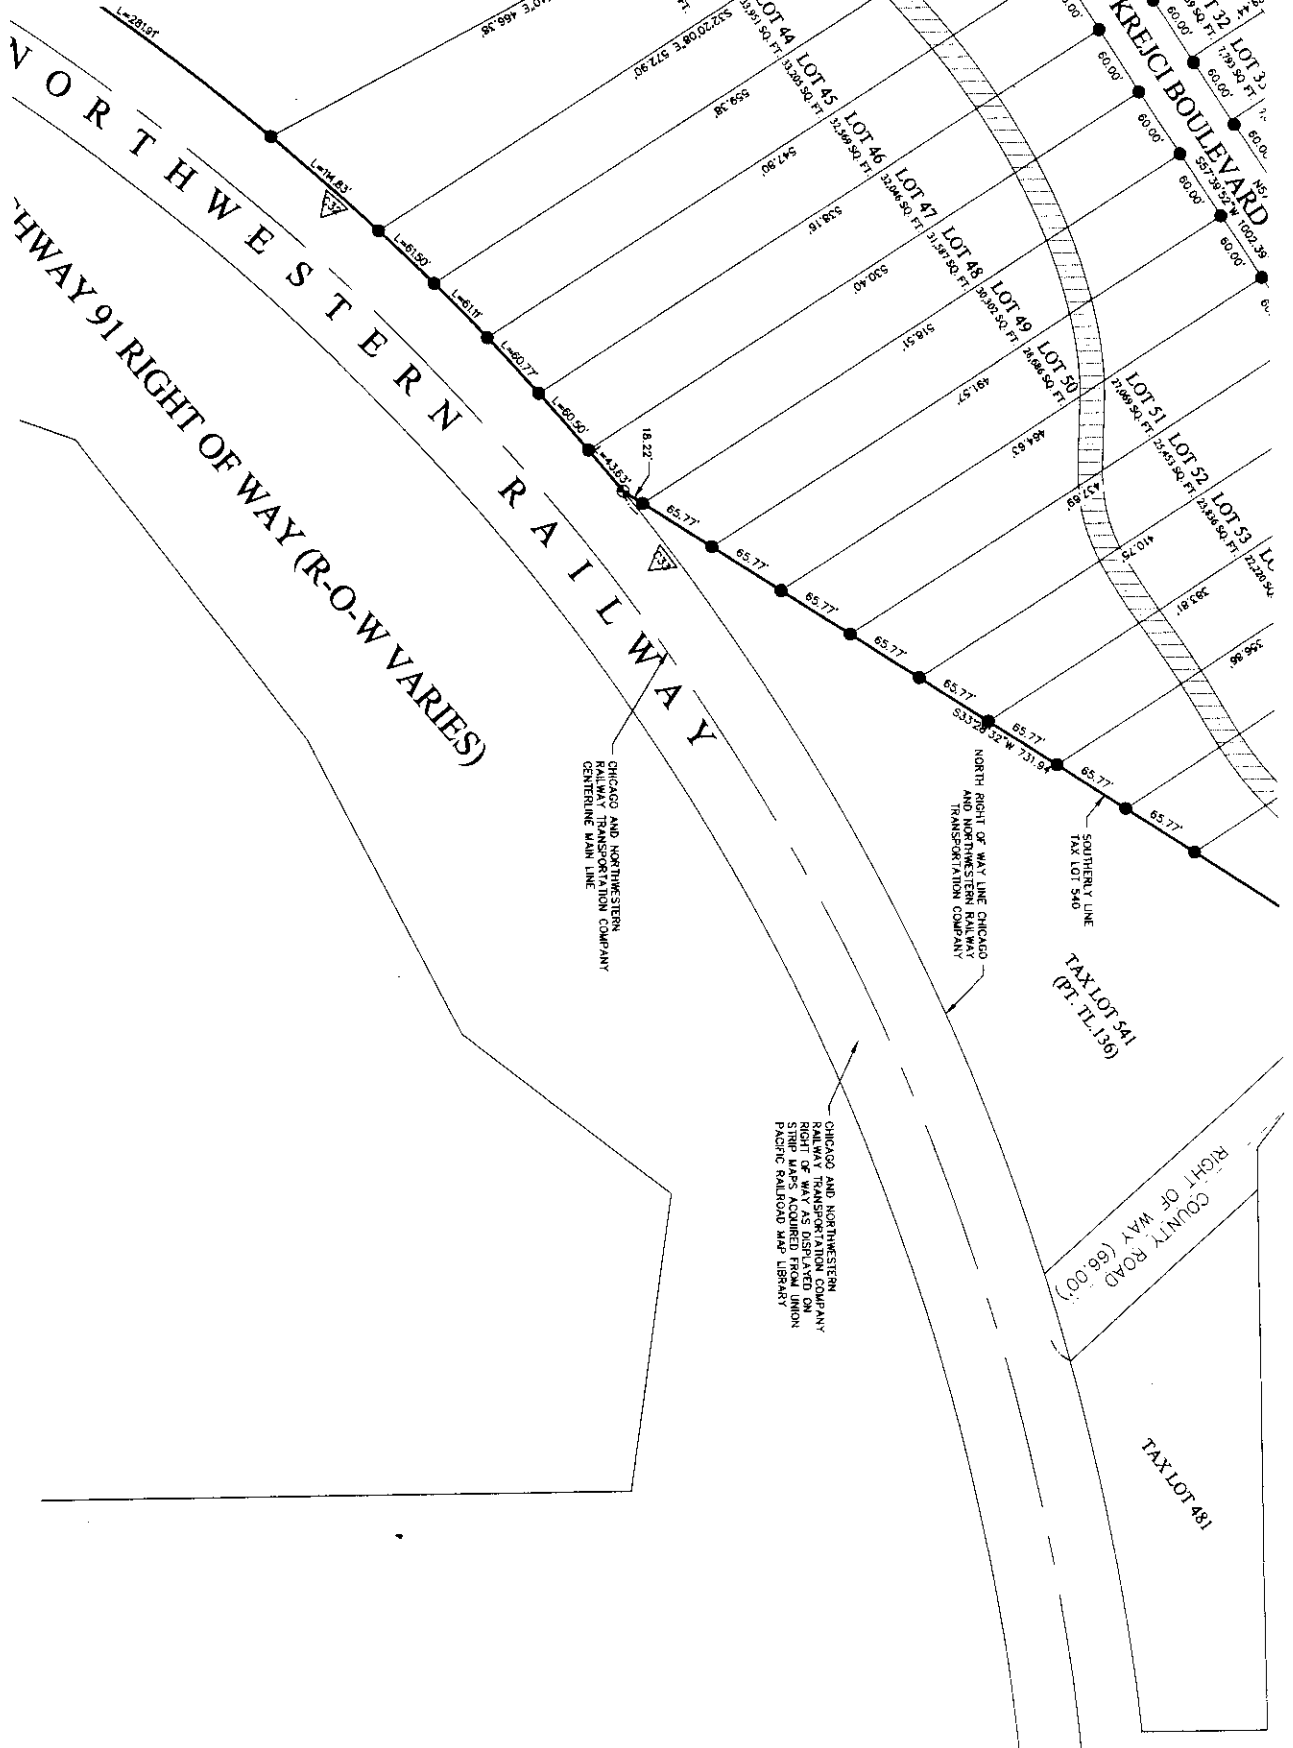 NORTHWESTERN RAILWAY
HWAY 91 RIGHT OF WAY (R-O-W VARIES)
KREJCI BOULEVARD
S57°39'52"W 1002.39
60.00'
60.00'
60.00'
60.00'
60.00'
60.00'
60.00'
LOT 44
33,951 SQ. FT.
LOT 45
33,203 SQ. FT.
LOT 46
32,569 SQ. FT.
LOT 47
32,046 SQ. FT.
LOT 48
31,587 SQ. FT.
LOT 49
30,302 SQ. FT.
LOT 50
28,686 SQ. FT.
LOT 51
27,069 SQ. FT.
LOT 52
25,453 SQ. FT.
LOT 53
23,836 SQ. FT.
22,220 SQ.
7,793 SQ. FT.
L=281.91'
L=114.83'
L=61.50'
L=61.11'
L=60.77'
L=60.50'
L=43.63'
18.22'
C37
C37
466.38'
S32°20'08"E 572.90'
559.38'
547.80'
538.16'
530.40'
518.51'
491.57'
464.63'
437.69'
410.75'
383.81'
356.86'
65.77'
65.77'
65.77'
65.77'
65.77'
65.77'
65.77'
65.77'
SOUTHERLY LINE
TAX LOT 540
NORTH RIGHT OF WAY LINE CHICAGO
AND NORTHWESTERN RAILWAY
TRANSPORTATION COMPANY
CHICAGO AND NORTHWESTERN
RAILWAY TRANSPORTATION COMPANY
CENTERLINE MAIN LINE
TAX LOT 541
(PT. TL.136)
CHICAGO AND NORTHWESTERN
RAILWAY TRANSPORTATION COMPANY
RIGHT OF WAY AS DISPLAYED ON
STRIP MAPS ACQUIRED FROM UNION
PACIFIC RAILROAD MAP LIBRARY
COUNTY ROAD
RIGHT OF WAY (66.00')
TAX LOT 481